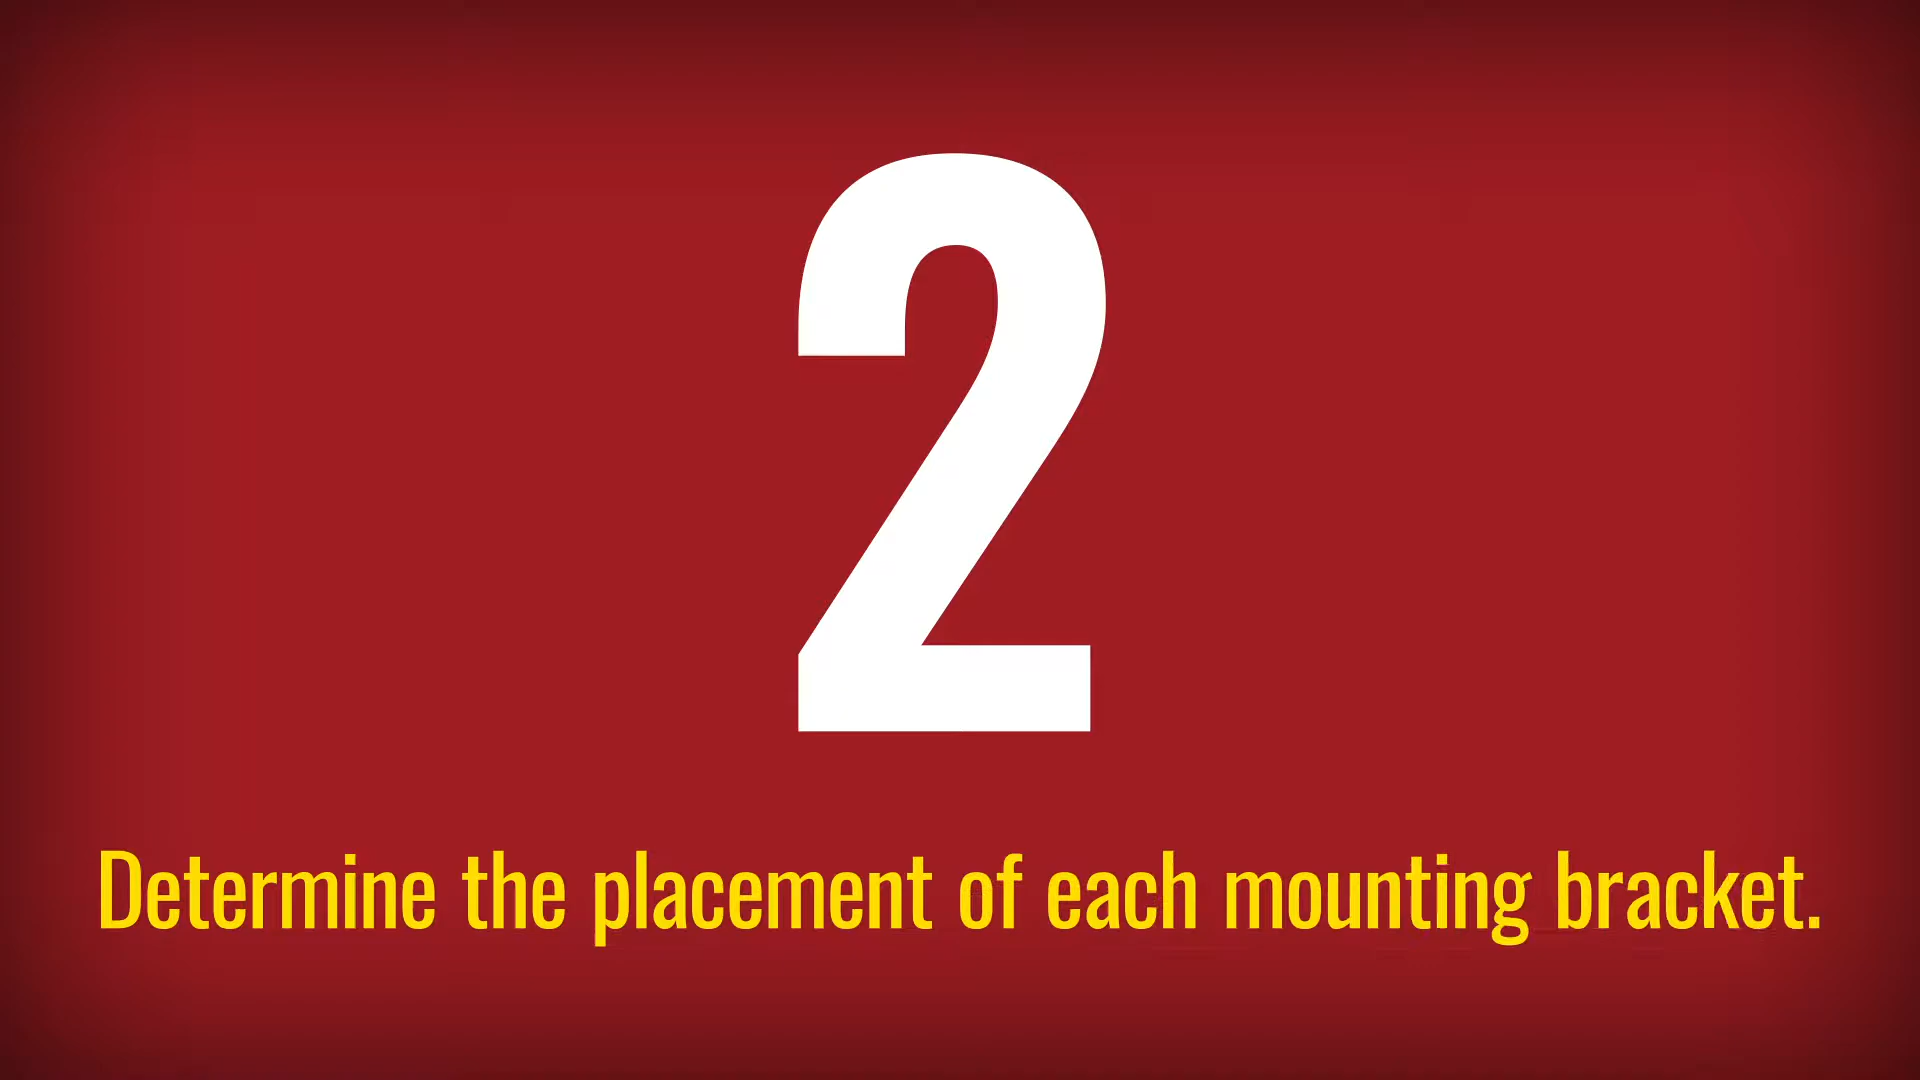 2
Determine the placement of each mounting bracket.